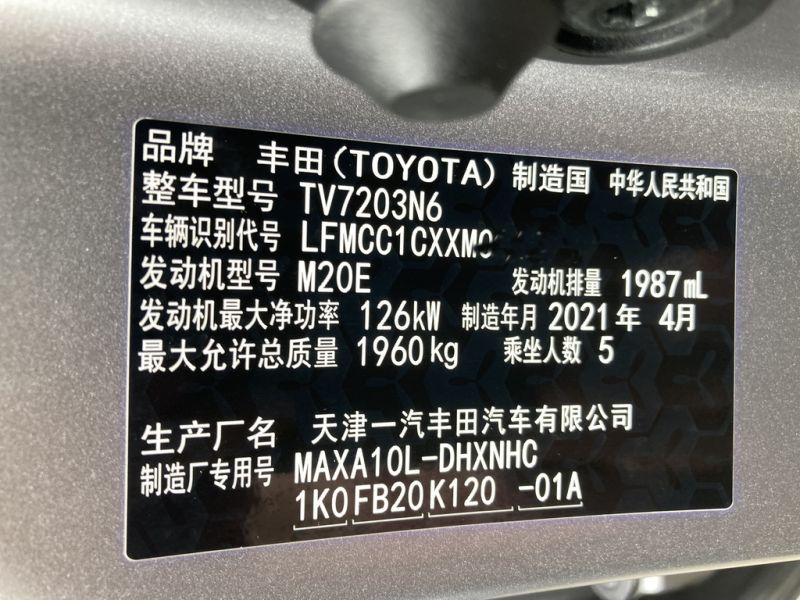 品牌 丰田(TOYOTA) 制造国 中华人民共和国
整车型号 TV7203N6
车辆识别代号 LFMCC1CXXM
发动机型号 M20E 发动机排量 1987mL
发动机最大净功率 126kW 制造年月 2021年 4月
最大允许总质量 1960kg 乘坐人数 5
生产厂名 天津一汽丰田汽车有限公司
制造厂专用号 MAXA10L-DHXNHC
1K0 FB20 K120 -01A